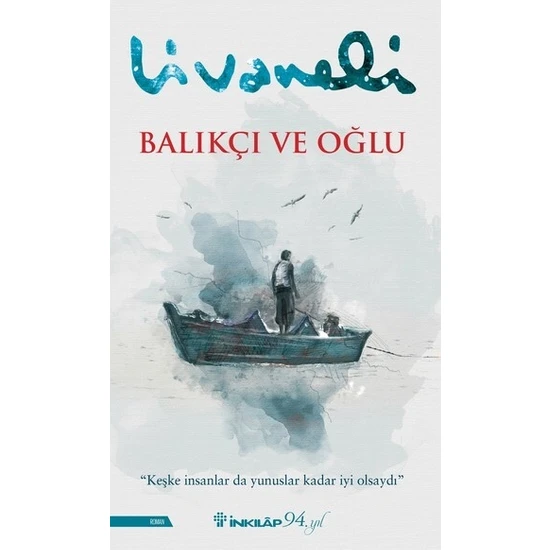 Livaneli
BALIKÇI VE OĞLU
“Keşke insanlar da yunuslar kadar iyi olsaydı”
ROMAN
İNKILÂP 94.yıl